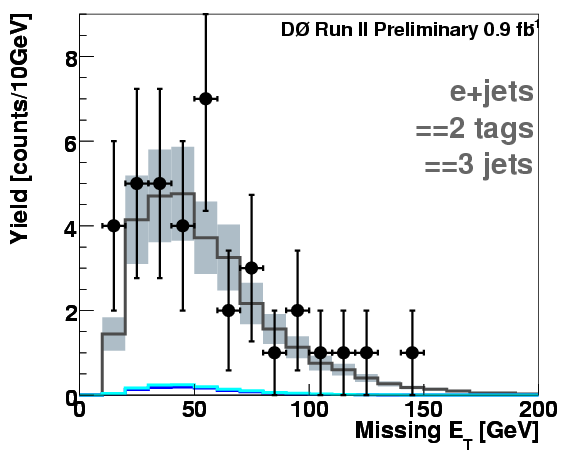 DØ Run II Preliminary 0.9 fb⁻¹
e+jets
==2 tags
==3 jets
Yield [counts/10GeV]
8
6
4
2
0
0 50 100 150 200
Missing E_T [GeV]